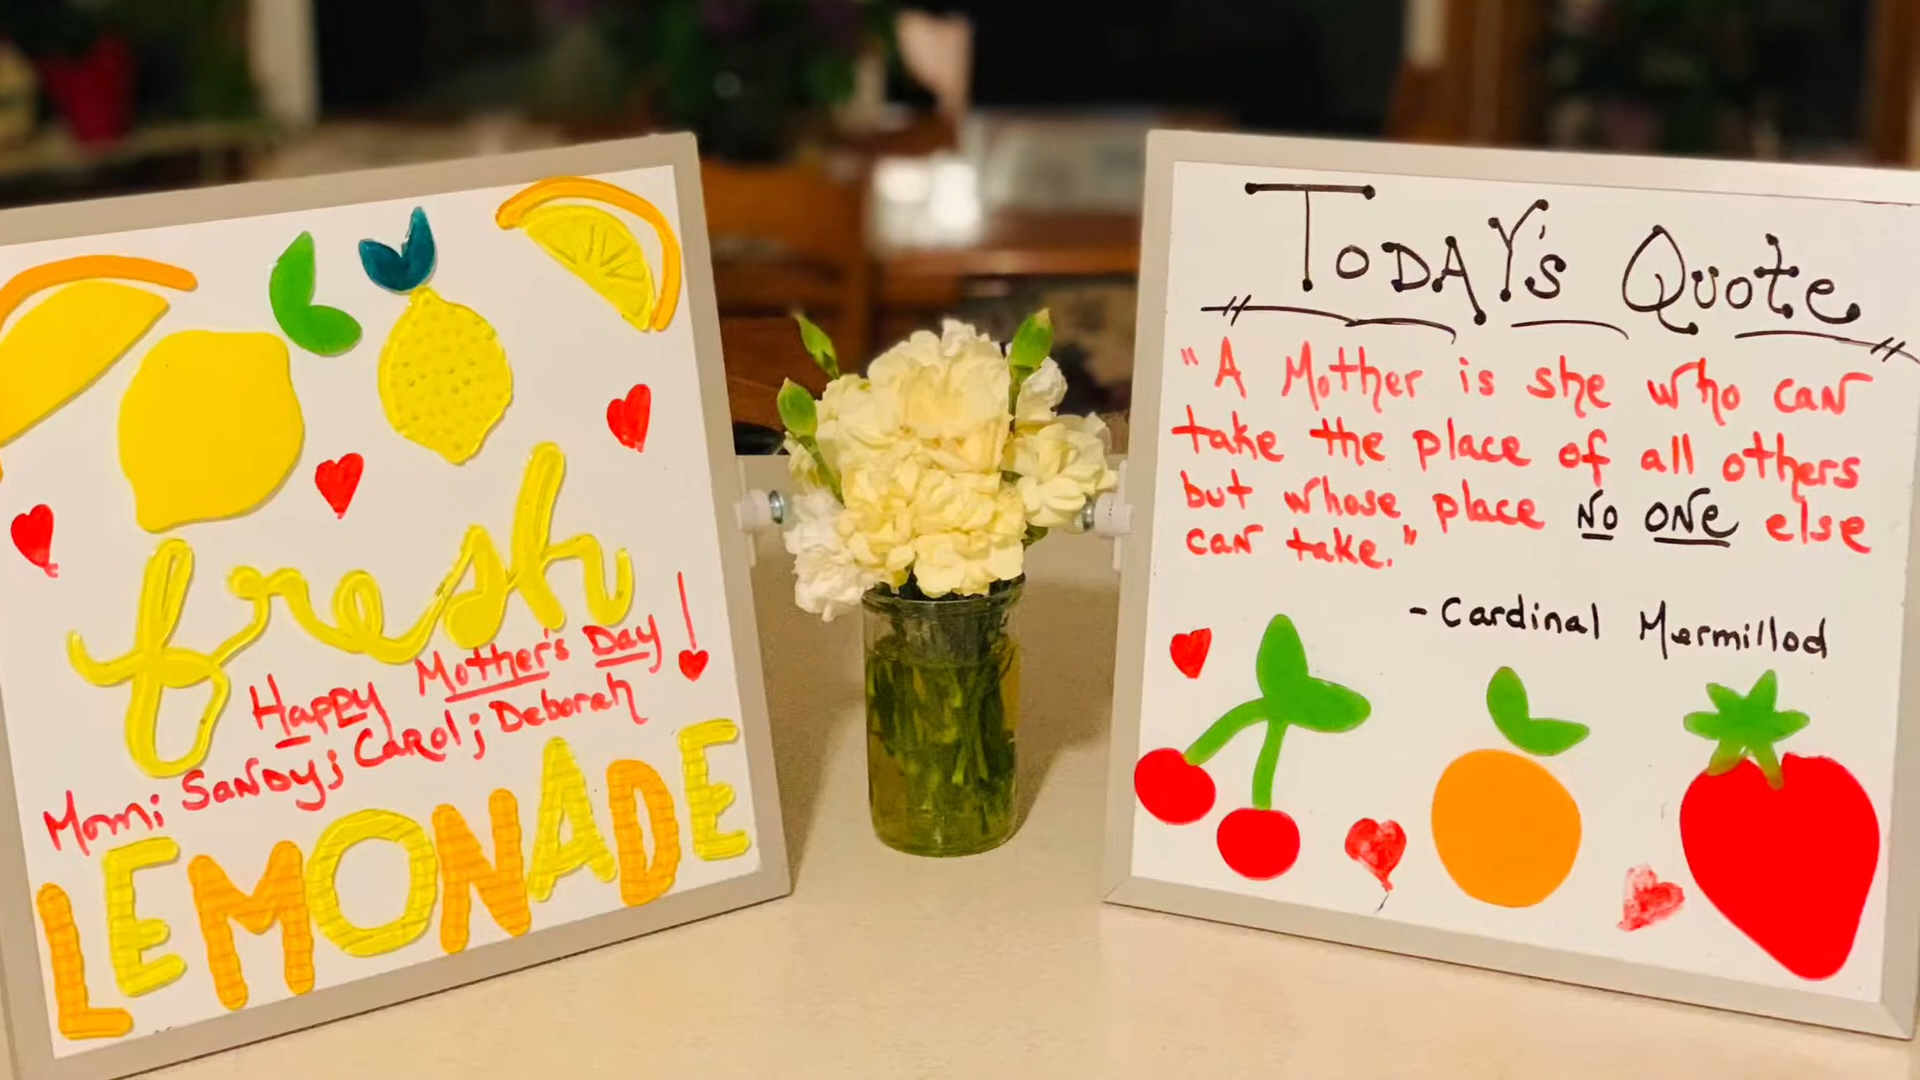 fresh
Happy Mother's Day!
Mom; Sandy; Carol; Deborah
LEMONADE
TODAY's Quote
"A Mother is she who can
take the place of all others
but whose place NO ONE else
can take."
- Cardinal Mermillod